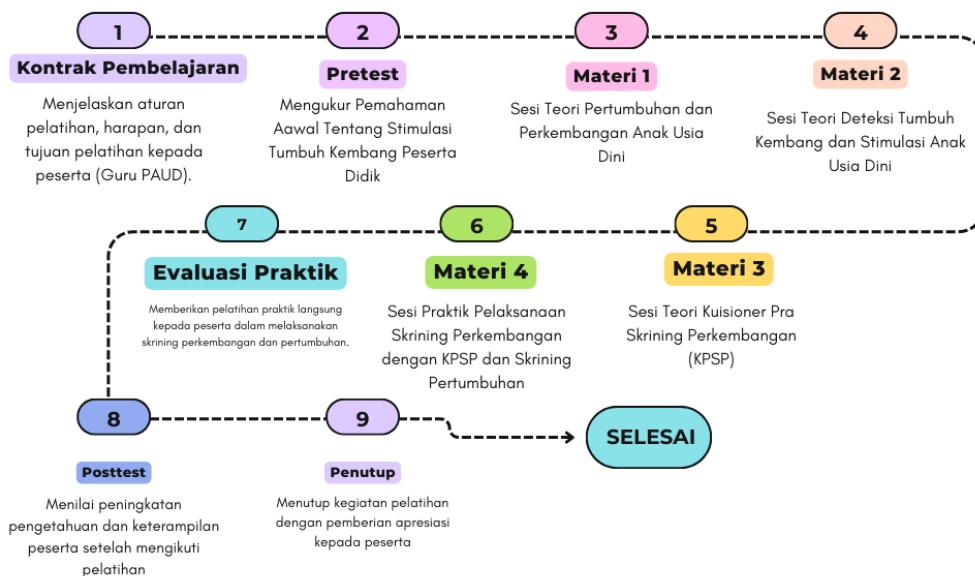 1
Kontrak Pembelajaran
Menjelaskan aturan
pelatihan, harapan, dan
tujuan pelatihan kepada
peserta (Guru PAUD).
2
Pretest
Mengukur Pemahaman
Aawal Tentang Stimulasi
Tumbuh Kembang Peserta
Didik
3
Materi 1
Sesi Teori Pertumbuhan dan
Perkembangan Anak Usia
Dini
4
Materi 2
Sesi Teori Deteksi Tumbuh
Kembang dan Stimulasi Anak
Usia Dini
5
Materi 3
Sesi Teori Kuisioner Pra
Skrining Perkembangan
(KPSP)
6
Materi 4
Sesi Praktik Pelaksanaan
Skrining Perkembangan
dengan KPSP dan Skrining
Pertumbuhan
7
Evaluasi Praktik
Memberikan pelatihan praktik langsung
kepada peserta dalam melaksanakan
skrining perkembangan dan pertumbuhan.
8
Posttest
Menilai peningkatan
pengetahuan dan keterampilan
peserta setelah mengikuti
pelatihan
9
Penutup
Menutup kegiatan pelatihan
dengan pemberian apresiasi
kepada peserta
SELESAI